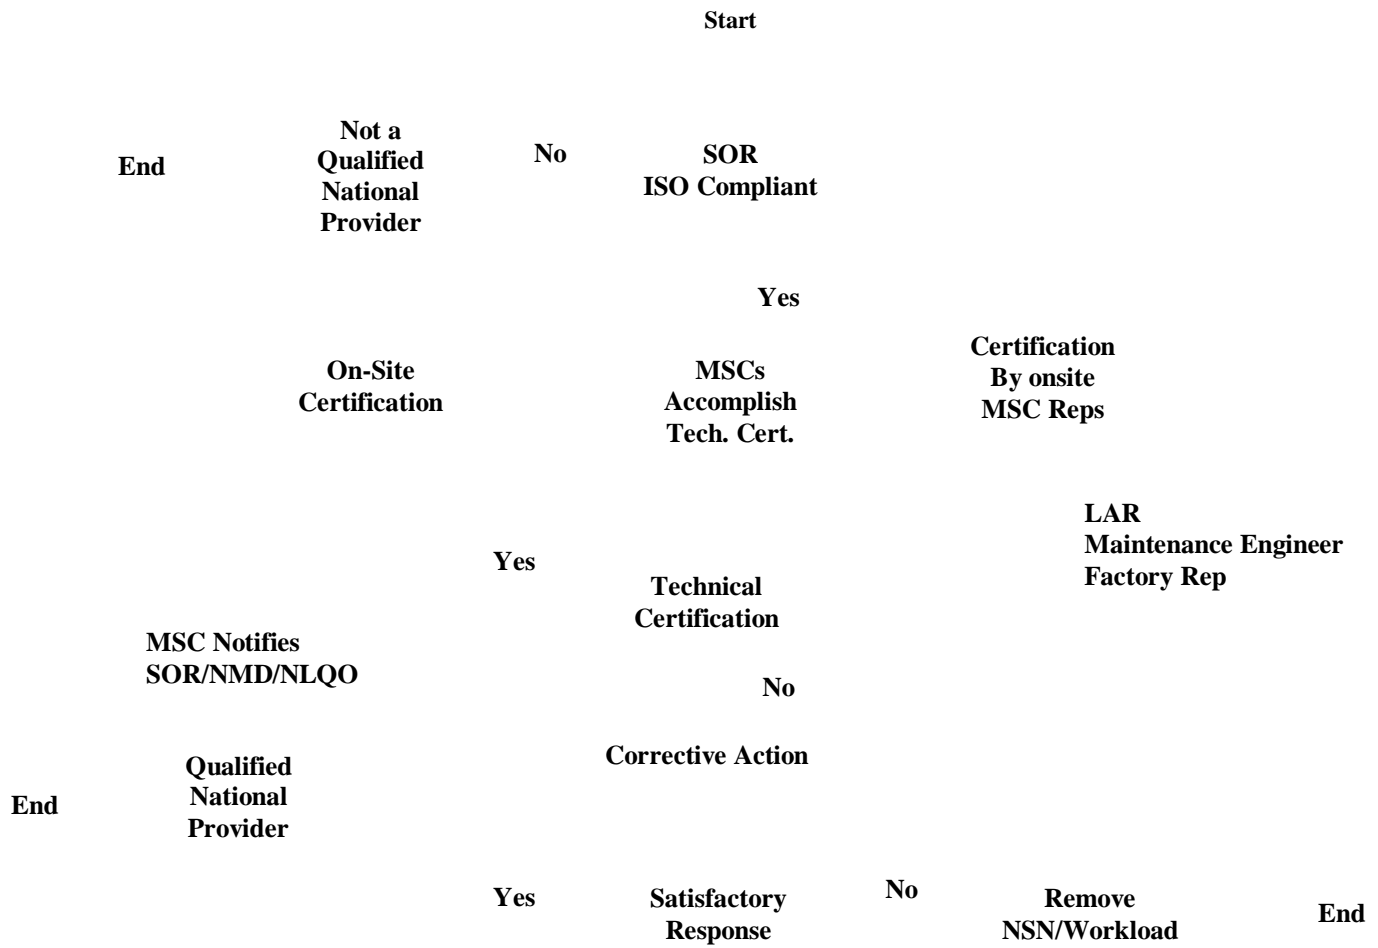 Start
End
Not a
Qualified
National
Provider
No
SOR
ISO Compliant
Yes
On-Site
Certification
MSCs
Accomplish
Tech. Cert.
Certification
By onsite
MSC Reps
LAR
Maintenance Engineer
Factory Rep
Yes
Technical
Certification
MSC Notifies
SOR/NMD/NLQO
No
Corrective Action
End
Qualified
National
Provider
Yes
Satisfactory
Response
No
Remove
NSN/Workload
End